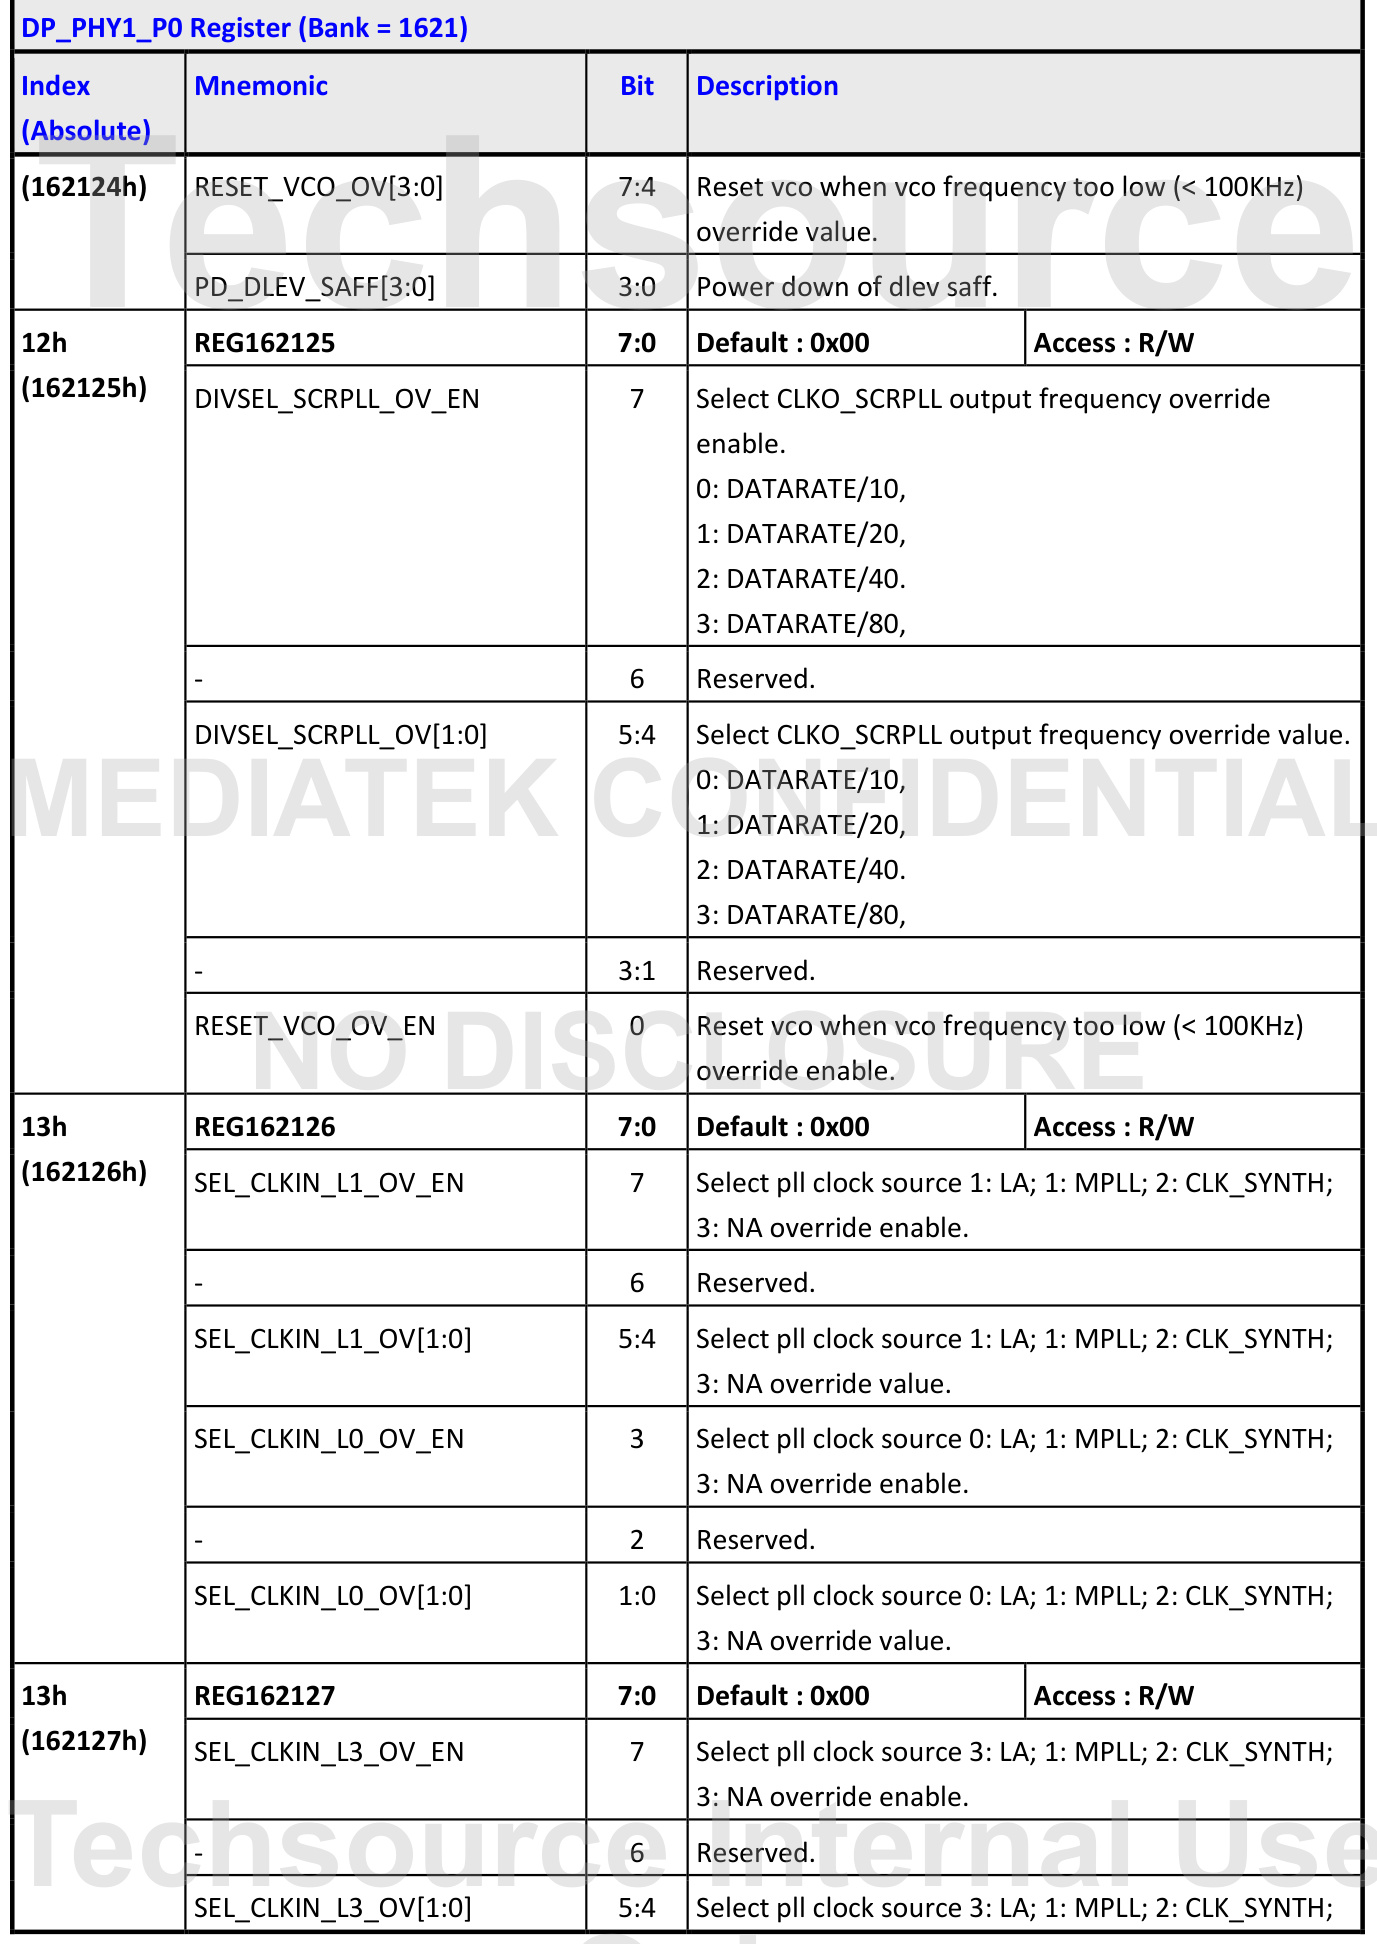 DP_PHY1_P0 Register (Bank = 1621)
Index (Absolute) Mnemonic Bit Description
(162124h) RESET_VCO_OV[3:0] 7:4 Reset vco when vco frequency too low (< 100KHz)
override value.
PD_DLEV_SAFF[3:0] 3:0 Power down of dlev saff.
12h REG162125 7:0 Default : 0x00 Access : R/W
(162125h) DIVSEL_SCRPLL_OV_EN 7 Select CLKO_SCRPLL output frequency override
enable.
0: DATARATE/10,
1: DATARATE/20,
2: DATARATE/40.
3: DATARATE/80,
- 6 Reserved.
DIVSEL_SCRPLL_OV[1:0] 5:4 Select CLKO_SCRPLL output frequency override value.
0: DATARATE/10,
1: DATARATE/20,
2: DATARATE/40.
3: DATARATE/80,
- 3:1 Reserved.
RESET_VCO_OV_EN 0 Reset vco when vco frequency too low (< 100KHz)
override enable.
13h REG162126 7:0 Default : 0x00 Access : R/W
(162126h) SEL_CLKIN_L1_OV_EN 7 Select pll clock source 1: LA; 1: MPLL; 2: CLK_SYNTH;
3: NA override enable.
- 6 Reserved.
SEL_CLKIN_L1_OV[1:0] 5:4 Select pll clock source 1: LA; 1: MPLL; 2: CLK_SYNTH;
3: NA override value.
SEL_CLKIN_L0_OV_EN 3 Select pll clock source 0: LA; 1: MPLL; 2: CLK_SYNTH;
3: NA override enable.
- 2 Reserved.
SEL_CLKIN_L0_OV[1:0] 1:0 Select pll clock source 0: LA; 1: MPLL; 2: CLK_SYNTH;
3: NA override value.
13h REG162127 7:0 Default : 0x00 Access : R/W
(162127h) SEL_CLKIN_L3_OV_EN 7 Select pll clock source 3: LA; 1: MPLL; 2: CLK_SYNTH;
3: NA override enable.
- 6 Reserved.
SEL_CLKIN_L3_OV[1:0] 5:4 Select pll clock source 3: LA; 1: MPLL; 2: CLK_SYNTH;
Techsource
MEDIATEK CONFIDENTIAL
NO DISCLOSURE
Techsource Internal Use